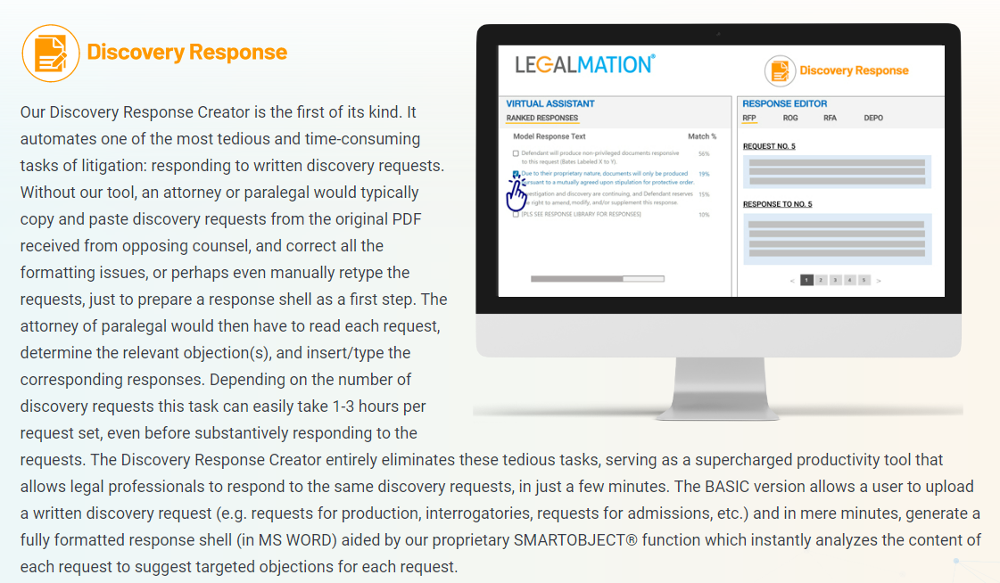 Discovery Response
Our Discovery Response Creator is the first of its kind. It
automates one of the most tedious and time-consuming
tasks of litigation: responding to written discovery requests.
Without our tool, an attorney or paralegal would typically
copy and paste discovery requests from the original PDF
received from opposing counsel, and correct all the
formatting issues, or perhaps even manually retype the
requests, just to prepare a response shell as a first step. The
attorney of paralegal would then have to read each request,
determine the relevant objection(s), and insert/type the
corresponding responses. Depending on the number of
discovery requests this task can easily take 1-3 hours per
request set, even before substantively responding to the
requests. The Discovery Response Creator entirely eliminates these tedious tasks, serving as a supercharged productivity tool that
allows legal professionals to respond to the same discovery requests, in just a few minutes. The BASIC version allows a user to upload
a written discovery request (e.g. requests for production, interrogatories, requests for admissions, etc.) and in mere minutes, generate a
fully formatted response shell (in MS WORD) aided by our proprietary SMARTOBJECT® function which instantly analyzes the content of
each request to suggest targeted objections for each request.
LEGALMATION®
Discovery Response
VIRTUAL ASSISTANT
RANKED RESPONSES
Model Response Text Match %
Defendant will produce non-privileged documents responsive 56%
to this request (Bates Labeled X to Y).
Due to their proprietary nature, documents will only be produced 19%
pursuant to a mutually agreed upon stipulation for protective order.
investigation and discovery are continuing, and Defendant reserves 15%
right to amend, modify, and/or supplement this response.
[PLS SEE RESPONSE LIBRARY FOR RESPONSES] 10%
RESPONSE EDITOR
RFP ROG RFA DEPO
REQUEST NO. 5
RESPONSE TO NO. 5
< 1 2 3 4 5 >